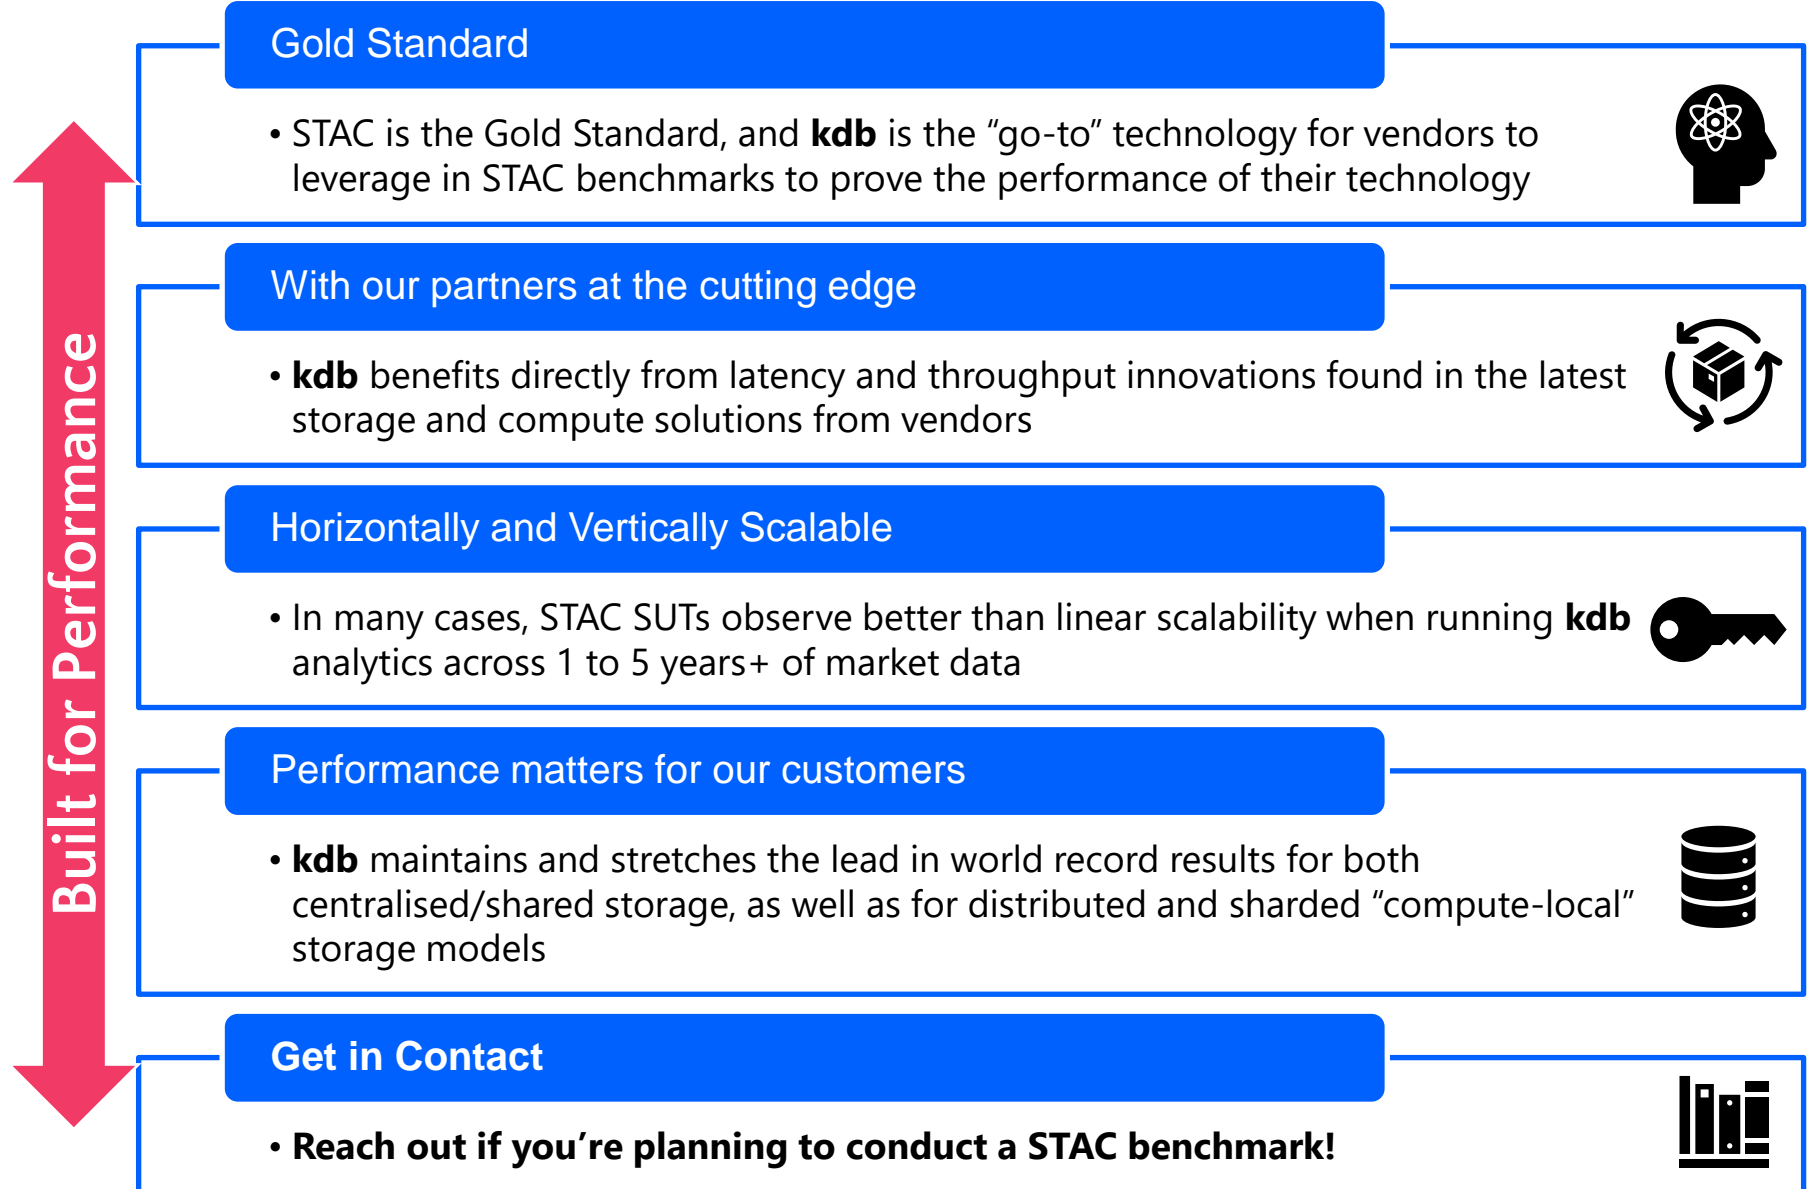 Built for Performance
Gold Standard
• STAC is the Gold Standard, and kdb is the “go-to” technology for vendors to
leverage in STAC benchmarks to prove the performance of their technology
With our partners at the cutting edge
• kdb benefits directly from latency and throughput innovations found in the latest
storage and compute solutions from vendors
Horizontally and Vertically Scalable
• In many cases, STAC SUTs observe better than linear scalability when running kdb
analytics across 1 to 5 years+ of market data
Performance matters for our customers
• kdb maintains and stretches the lead in world record results for both
centralised/shared storage, as well as for distributed and sharded “compute-local”
storage models
Get in Contact
• Reach out if you’re planning to conduct a STAC benchmark!